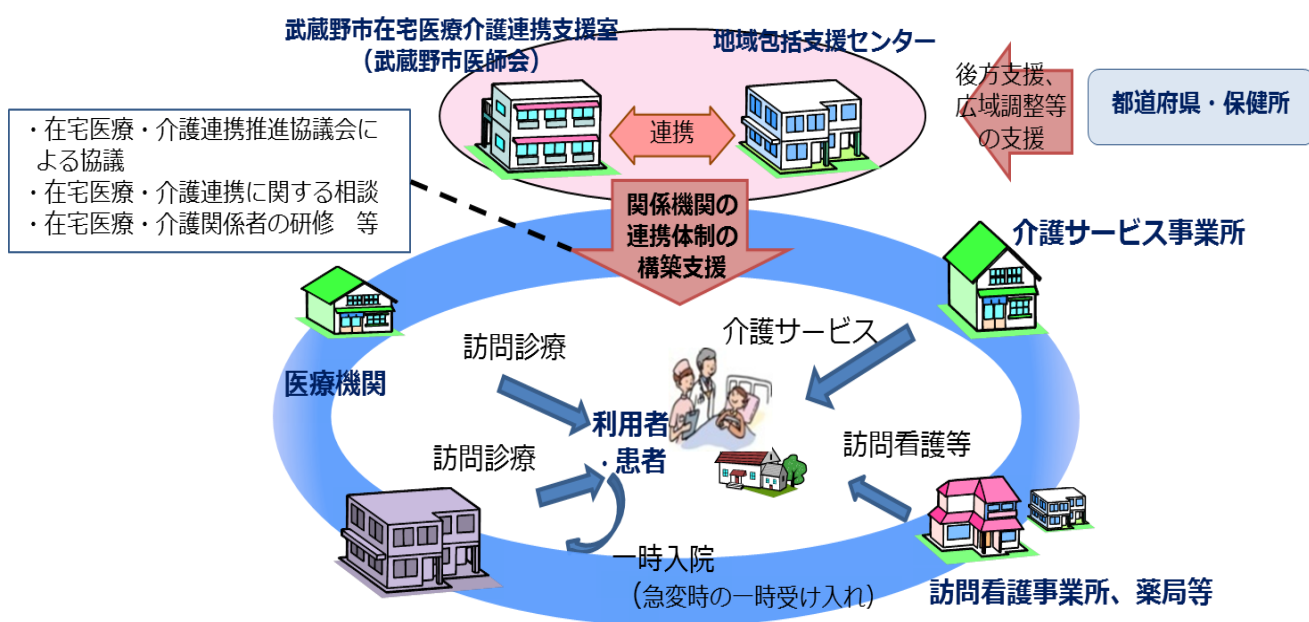 武蔵野市在宅医療介護連携支援室
（武蔵野市医師会）
地域包括支援センター
連携
後方支援、
広域調整等
の支援
都道府県・保健所
・在宅医療・介護連携推進協議会に
よる協議
・在宅医療・介護連携に関する相談
・在宅医療・介護関係者の研修　等
関係機関の
連携体制の
構築支援
介護サービス事業所
訪問診療
介護サービス
医療機関
利用者
・患者
訪問診療
訪問看護等
一時入院
（急変時の一時受け入れ）
訪問看護事業所、薬局等